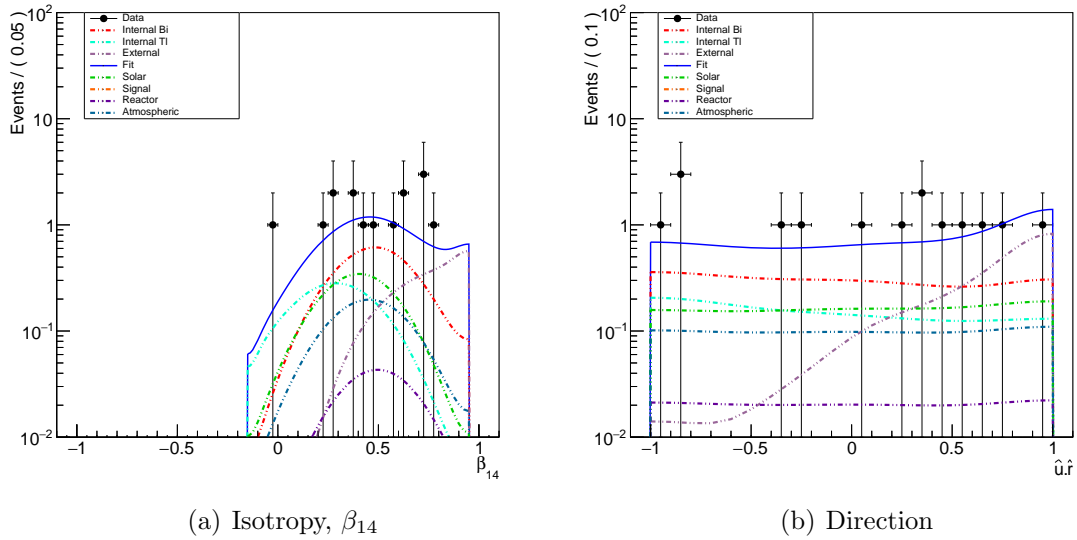 Events / ( 0.05 )
10²
10
1
10⁻¹
10⁻²
Data
Internal Bi
Internal Tl
External
Fit
Solar
Signal
Reactor
Atmospheric
−1 −0.5 0 0.5 1
β₁₄
(a) Isotropy, β₁₄
Events / ( 0.1 )
10²
10
1
10⁻¹
10⁻²
Data
Internal Bi
Internal Tl
External
Fit
Solar
Signal
Reactor
Atmospheric
−1 −0.5 0 0.5 1
û.r̂
(b) Direction